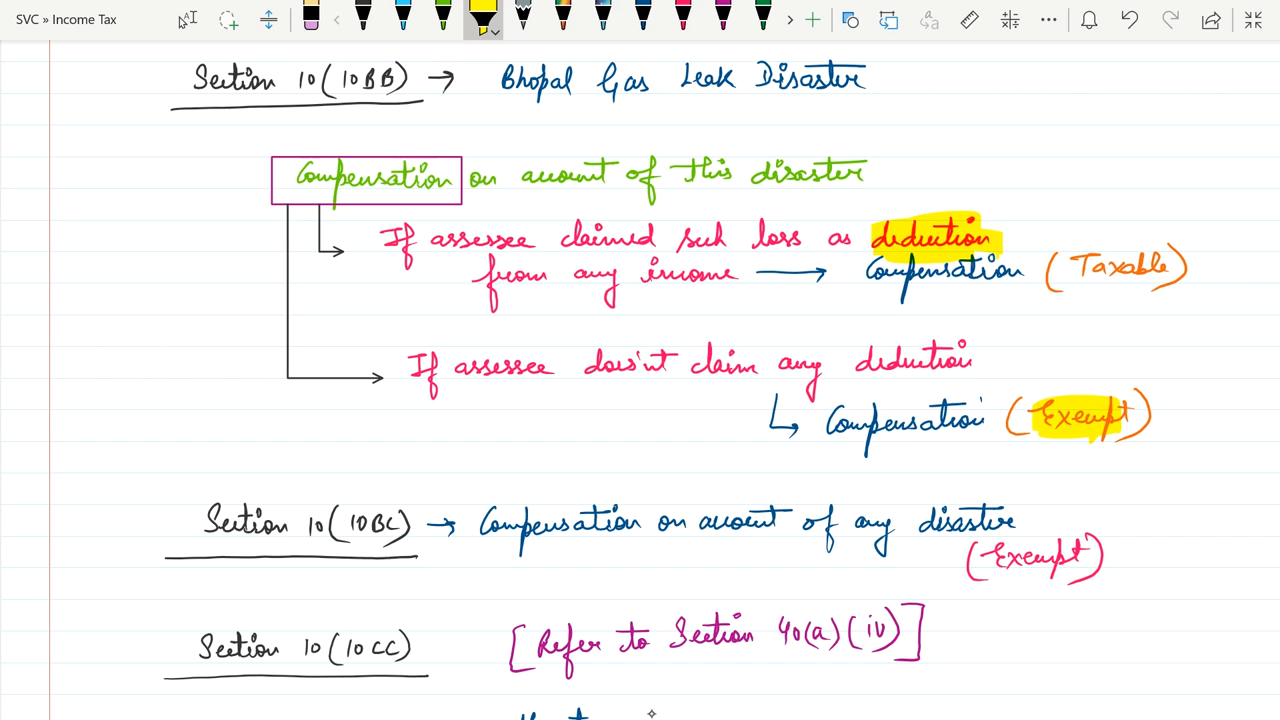 SVC » Income Tax
Section 10(10BB) → Bhopal Gas Leak Disaster
Compensation on account of this disaster
If assessee claimed such loss as deduction
from any income → Compensation (Taxable)
If assessee does'nt claim any deduction
↳ Compensation (Exempt)
Section 10(10BC) → Compensation on account of any disaster
(Exempt)
Section 10(10CC) [Refer to Section 40(a)(iv)]